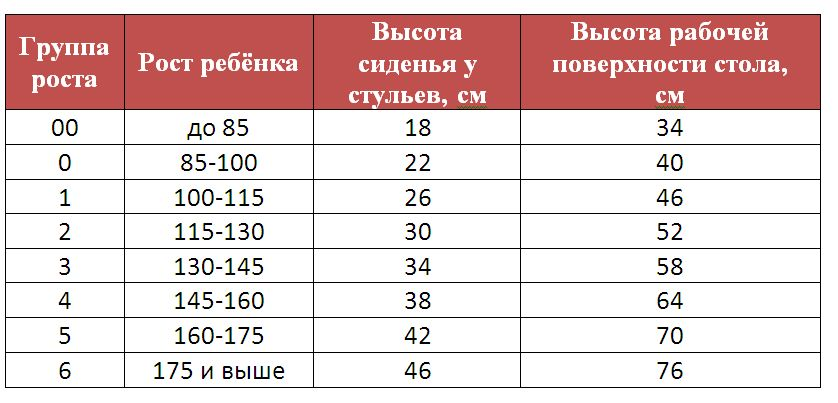 Группа роста Рост ребёнка Высота сиденья у стульев, см Высота рабочей поверхности стола, см
00 до 85 18 34
0 85-100 22 40
1 100-115 26 46
2 115-130 30 52
3 130-145 34 58
4 145-160 38 64
5 160-175 42 70
6 175 и выше 46 76